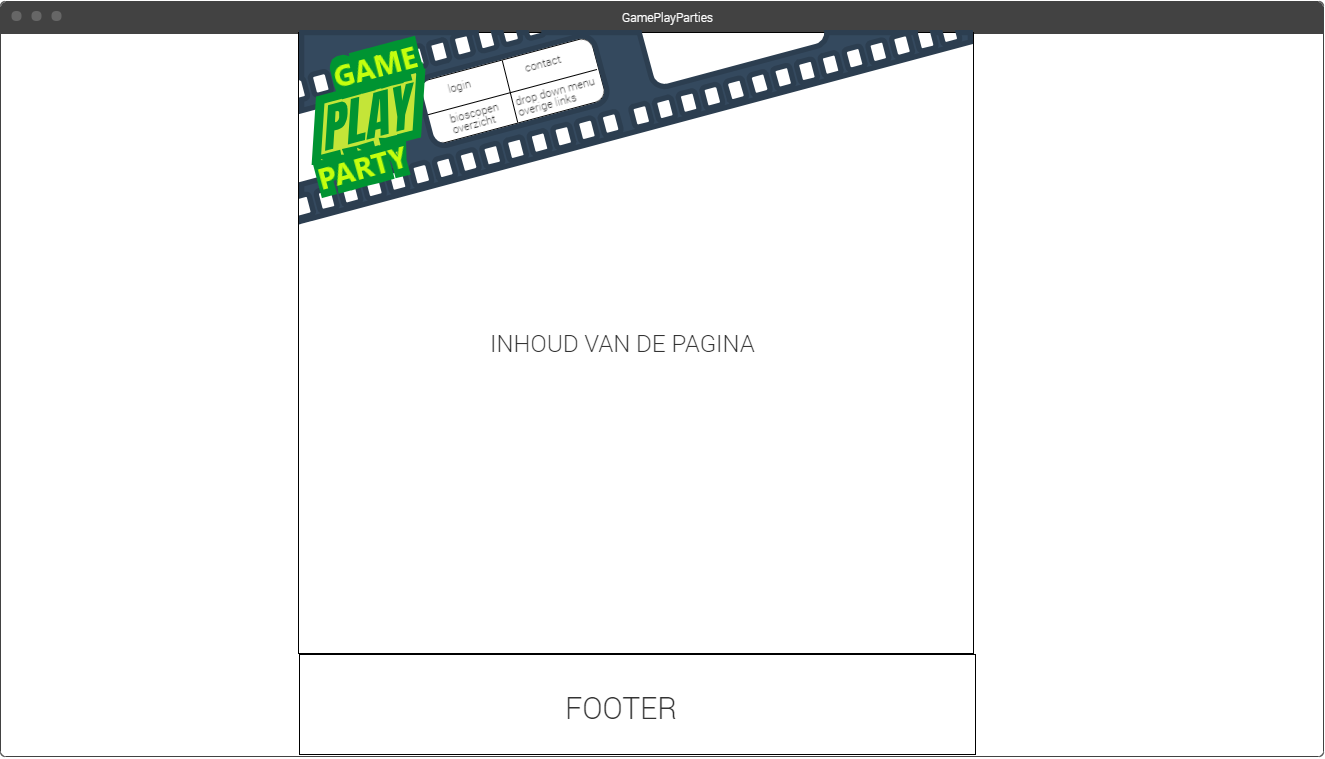 GamePlayParties
GAME
PLAY
PARTY
login
contact
bioscopen
overzicht
drop down menu
overige links
INHOUD VAN DE PAGINA
FOOTER